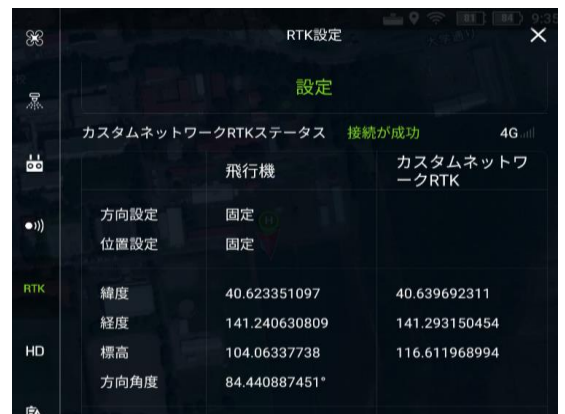 81 84 9:35
RTK設定
設定
カスタムネットワークRTKステータス 接続が成功 4G
飛行機 カスタムネットワ
ークRTK
方向設定 固定
位置設定 固定
H
RTK
緯度 40.623351097 40.639692311
経度 141.240630809 141.293150454
HD
標高 104.06337738 116.611968994
方向角度 84.440887451°